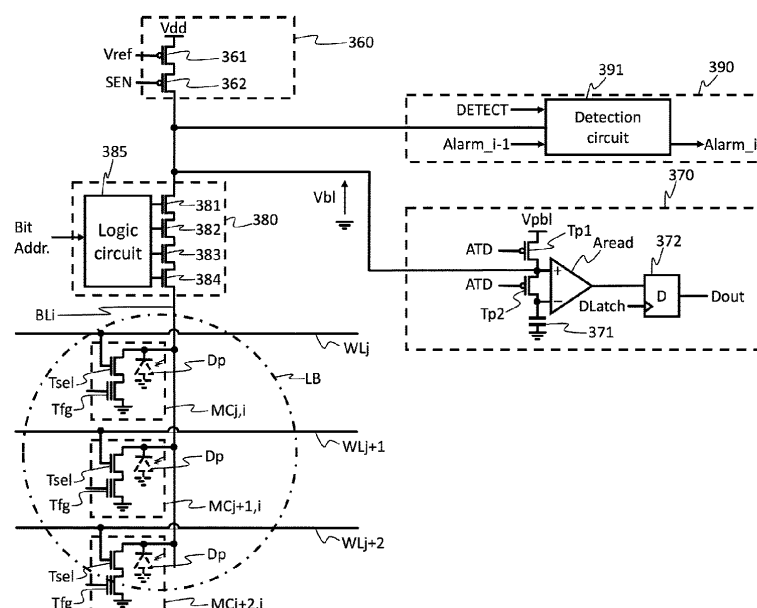 Vdd
360
Vref
361
SEN
362
391
390
DETECT
Detection
circuit
Alarm_i-1
Alarm_i
385
381
380
382
383
384
Bit
Addr.
Logic
circuit
Vbl
370
Vpbl
Tp1
Aread
372
ATD
+
ATD
−
D
Dout
Tp2
DLatch
371
BLi
WLj
Dp
LB
Tsel
Tfg
MCj,i
WLj+1
Dp
Tsel
Tfg
MCj+1,i
WLj+2
Dp
Tsel
Tfg
MCj+2,i